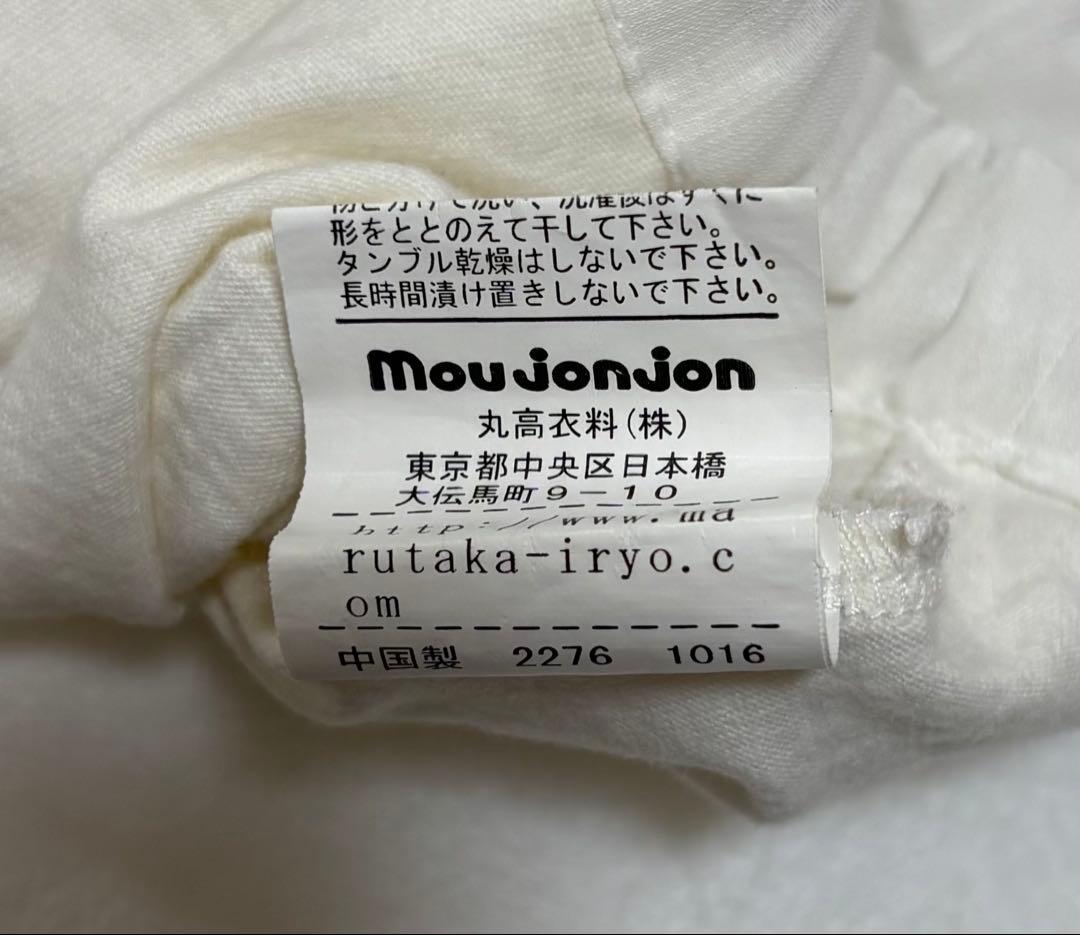 形をととのえて干して下さい。
タンブル乾燥はしないで下さい。
長時間漬け置きしないで下さい。
moujonjon
丸高衣料(株)
東京都中央区日本橋
大伝馬町9-10
http://www.ma
rutaka-iryo.c
om
中国製 2276 1016